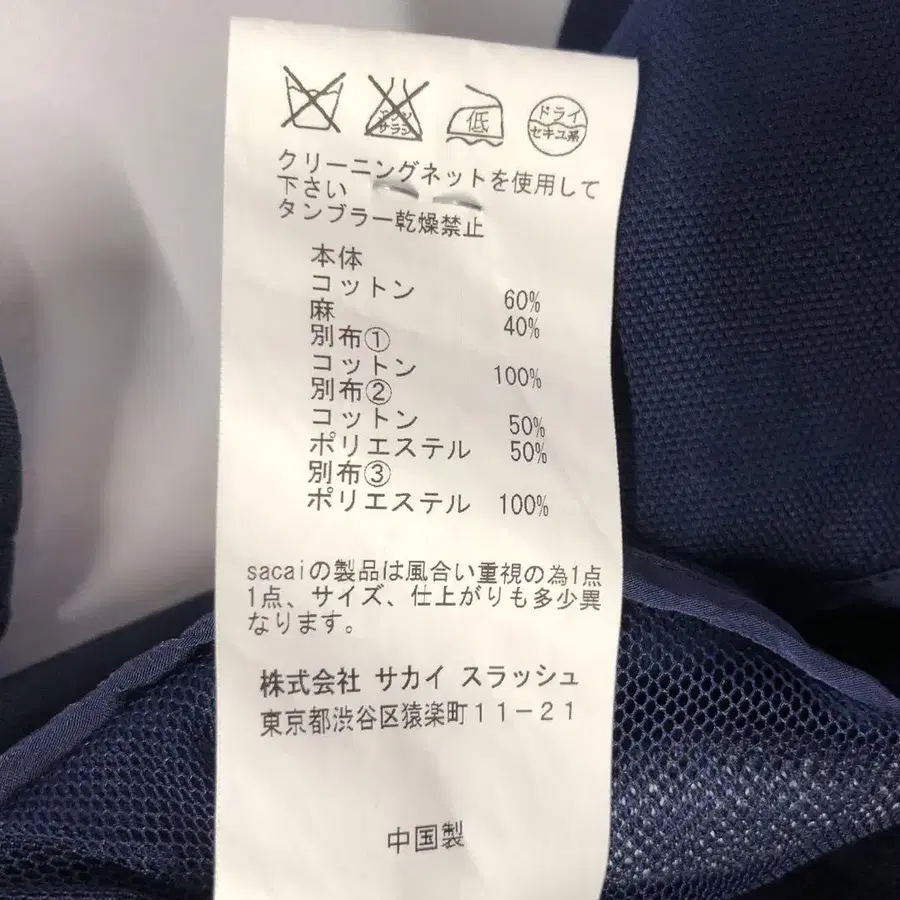 低
ドライ
セキユ系
クリーニングネットを使用して
下さい
タンブラー乾燥禁止
本体
コットン 60%
麻 40%
別布①
コットン 100%
別布②
コットン 50%
ポリエステル 50%
別布③
ポリエステル 100%
sacaiの製品は風合い重視の為1点
1点、サイズ、仕上がりも多少異
なります。
株式会社 サカイ スラッシュ
東京都渋谷区猿楽町11-21
中国製